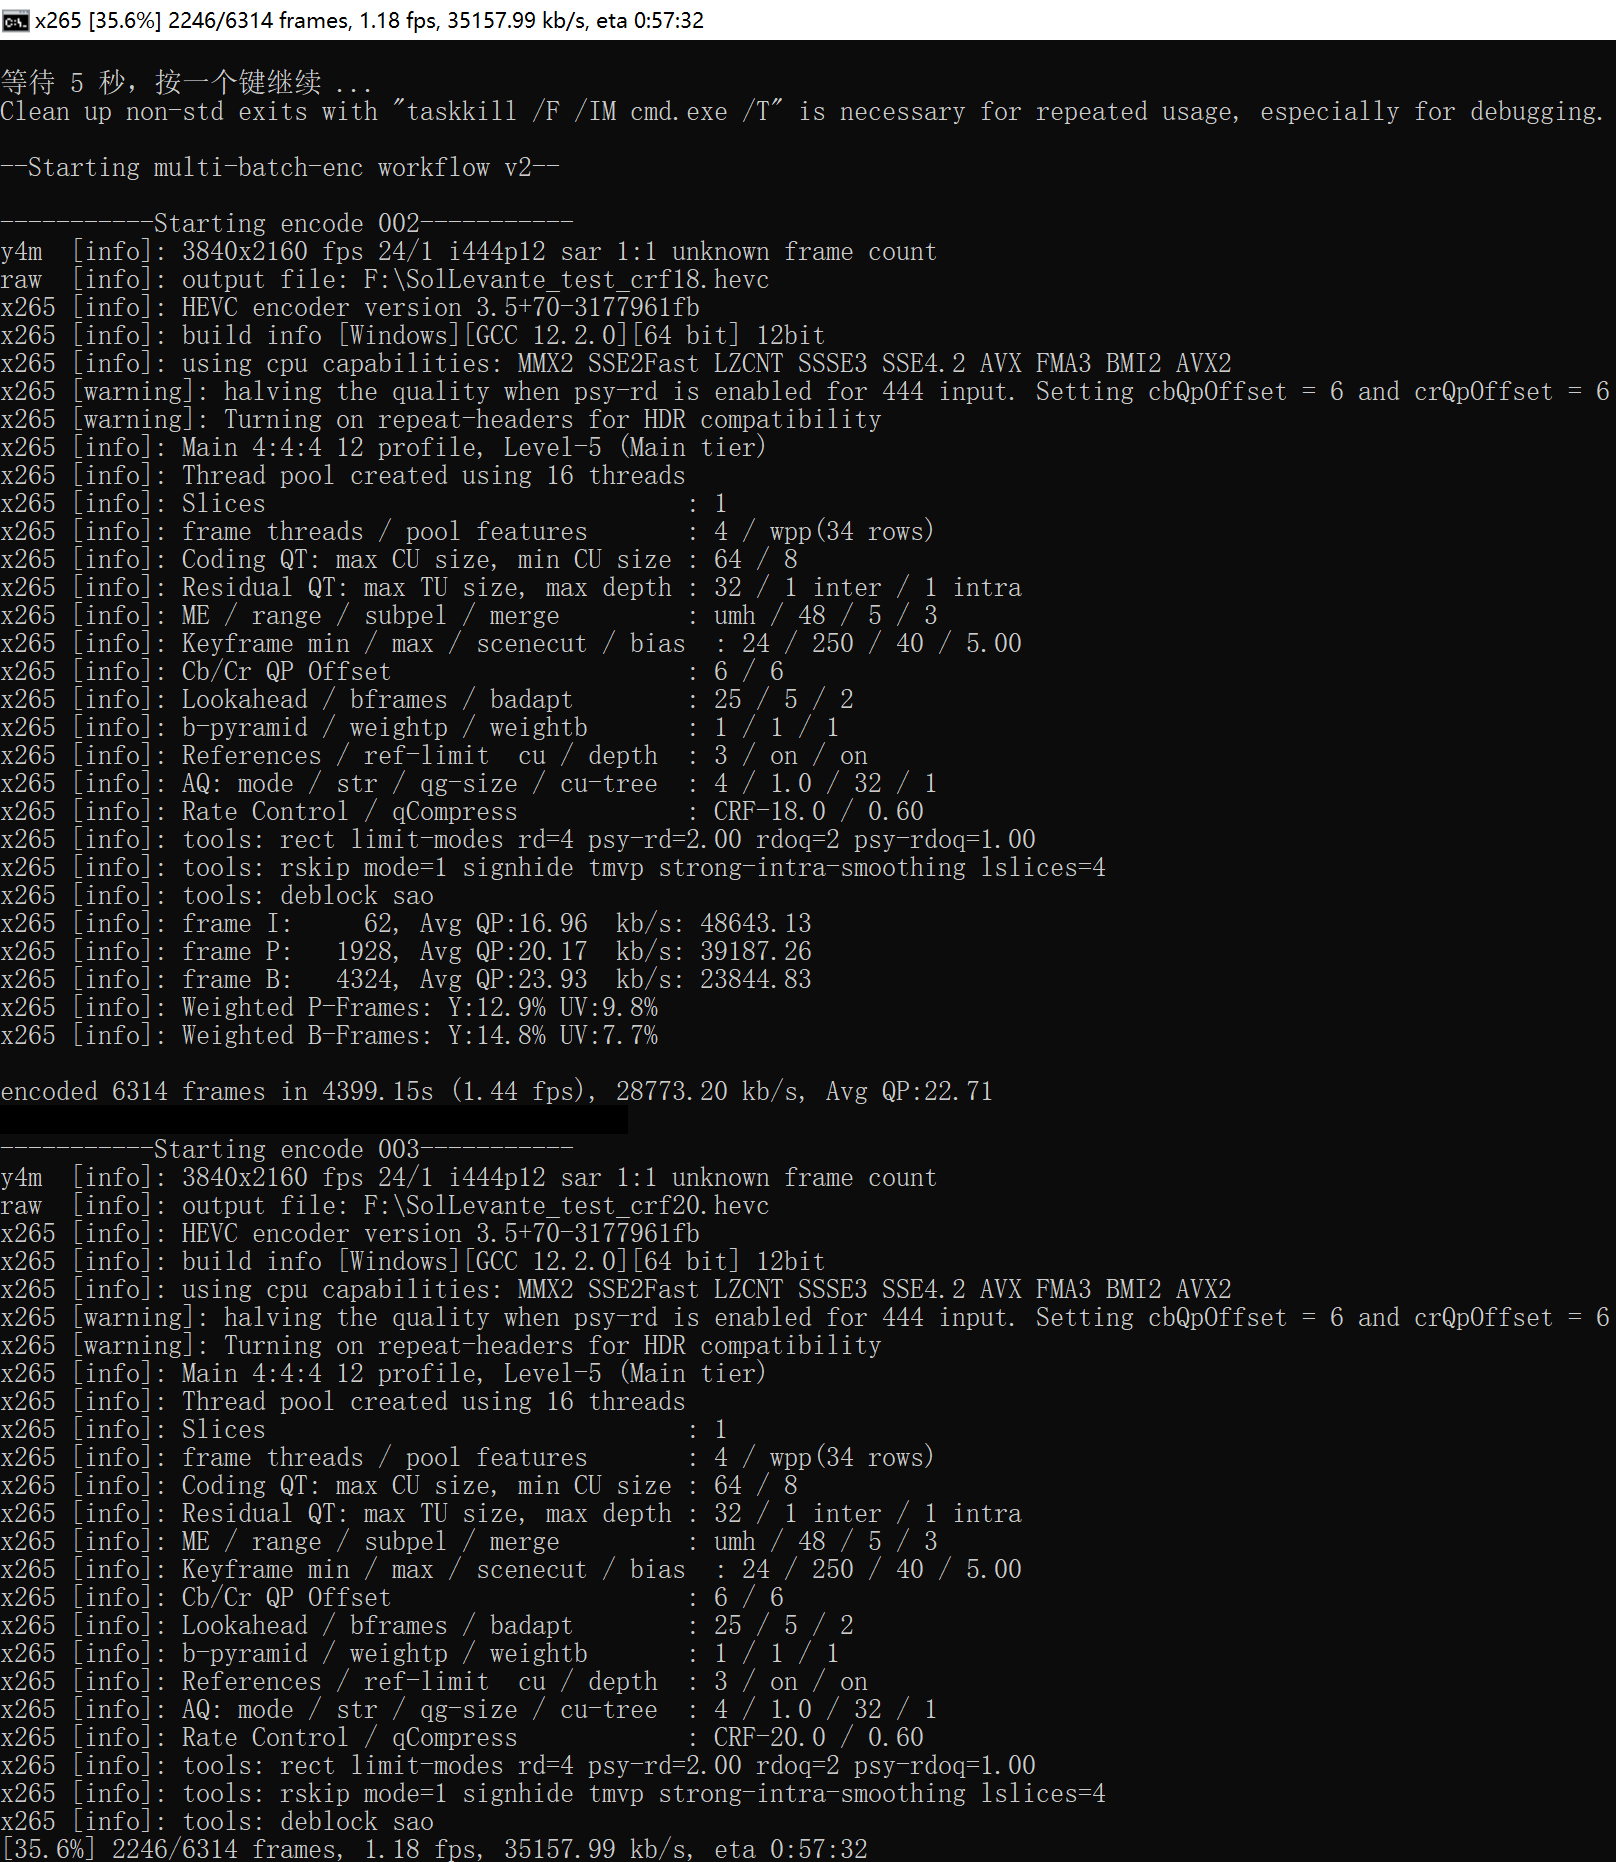 x265 [35.6%] 2246/6314 frames, 1.18 fps, 35157.99 kb/s, eta 0:57:32
等待 5 秒，按一个键继续 ...
Clean up non-std exits with "taskkill /F /IM cmd.exe /T" is necessary for repeated usage, especially for debugging.
--Starting multi-batch-enc workflow v2--
-----------Starting encode 002-----------
y4m  [info]: 3840x2160 fps 24/1 i444p12 sar 1:1 unknown frame count
raw  [info]: output file: F:\SolLevante_test_crf18.hevc
x265 [info]: HEVC encoder version 3.5+70-3177961fb
x265 [info]: build info [Windows][GCC 12.2.0][64 bit] 12bit
x265 [info]: using cpu capabilities: MMX2 SSE2Fast LZCNT SSSE3 SSE4.2 AVX FMA3 BMI2 AVX2
x265 [warning]: halving the quality when psy-rd is enabled for 444 input. Setting cbQpOffset = 6 and crQpOffset = 6
x265 [warning]: Turning on repeat-headers for HDR compatibility
x265 [info]: Main 4:4:4 12 profile, Level-5 (Main tier)
x265 [info]: Thread pool created using 16 threads
x265 [info]: Slices                              : 1
x265 [info]: frame threads / pool features       : 4 / wpp(34 rows)
x265 [info]: Coding QT: max CU size, min CU size : 64 / 8
x265 [info]: Residual QT: max TU size, max depth : 32 / 1 inter / 1 intra
x265 [info]: ME / range / subpel / merge         : umh / 48 / 5 / 3
x265 [info]: Keyframe min / max / scenecut / bias  : 24 / 250 / 40 / 5.00
x265 [info]: Cb/Cr QP Offset                     : 6 / 6
x265 [info]: Lookahead / bframes / badapt        : 25 / 5 / 2
x265 [info]: b-pyramid / weightp / weightb       : 1 / 1 / 1
x265 [info]: References / ref-limit  cu / depth  : 3 / on / on
x265 [info]: AQ: mode / str / qg-size / cu-tree  : 4 / 1.0 / 32 / 1
x265 [info]: Rate Control / qCompress            : CRF-18.0 / 0.60
x265 [info]: tools: rect limit-modes rd=4 psy-rd=2.00 rdoq=2 psy-rdoq=1.00
x265 [info]: tools: rskip mode=1 signhide tmvp strong-intra-smoothing lslices=4
x265 [info]: tools: deblock sao
x265 [info]: frame I:     62, Avg QP:16.96  kb/s: 48643.13
x265 [info]: frame P:   1928, Avg QP:20.17  kb/s: 39187.26
x265 [info]: frame B:   4324, Avg QP:23.93  kb/s: 23844.83
x265 [info]: Weighted P-Frames: Y:12.9% UV:9.8%
x265 [info]: Weighted B-Frames: Y:14.8% UV:7.7%
encoded 6314 frames in 4399.15s (1.44 fps), 28773.20 kb/s, Avg QP:22.71
-----------Starting encode 003-----------
y4m  [info]: 3840x2160 fps 24/1 i444p12 sar 1:1 unknown frame count
raw  [info]: output file: F:\SolLevante_test_crf20.hevc
x265 [info]: HEVC encoder version 3.5+70-3177961fb
x265 [info]: build info [Windows][GCC 12.2.0][64 bit] 12bit
x265 [info]: using cpu capabilities: MMX2 SSE2Fast LZCNT SSSE3 SSE4.2 AVX FMA3 BMI2 AVX2
x265 [warning]: halving the quality when psy-rd is enabled for 444 input. Setting cbQpOffset = 6 and crQpOffset = 6
x265 [warning]: Turning on repeat-headers for HDR compatibility
x265 [info]: Main 4:4:4 12 profile, Level-5 (Main tier)
x265 [info]: Thread pool created using 16 threads
x265 [info]: Slices                              : 1
x265 [info]: frame threads / pool features       : 4 / wpp(34 rows)
x265 [info]: Coding QT: max CU size, min CU size : 64 / 8
x265 [info]: Residual QT: max TU size, max depth : 32 / 1 inter / 1 intra
x265 [info]: ME / range / subpel / merge         : umh / 48 / 5 / 3
x265 [info]: Keyframe min / max / scenecut / bias  : 24 / 250 / 40 / 5.00
x265 [info]: Cb/Cr QP Offset                     : 6 / 6
x265 [info]: Lookahead / bframes / badapt        : 25 / 5 / 2
x265 [info]: b-pyramid / weightp / weightb       : 1 / 1 / 1
x265 [info]: References / ref-limit  cu / depth  : 3 / on / on
x265 [info]: AQ: mode / str / qg-size / cu-tree  : 4 / 1.0 / 32 / 1
x265 [info]: Rate Control / qCompress            : CRF-20.0 / 0.60
x265 [info]: tools: rect limit-modes rd=4 psy-rd=2.00 rdoq=2 psy-rdoq=1.00
x265 [info]: tools: rskip mode=1 signhide tmvp strong-intra-smoothing lslices=4
x265 [info]: tools: deblock sao
[35.6%] 2246/6314 frames, 1.18 fps, 35157.99 kb/s, eta 0:57:32